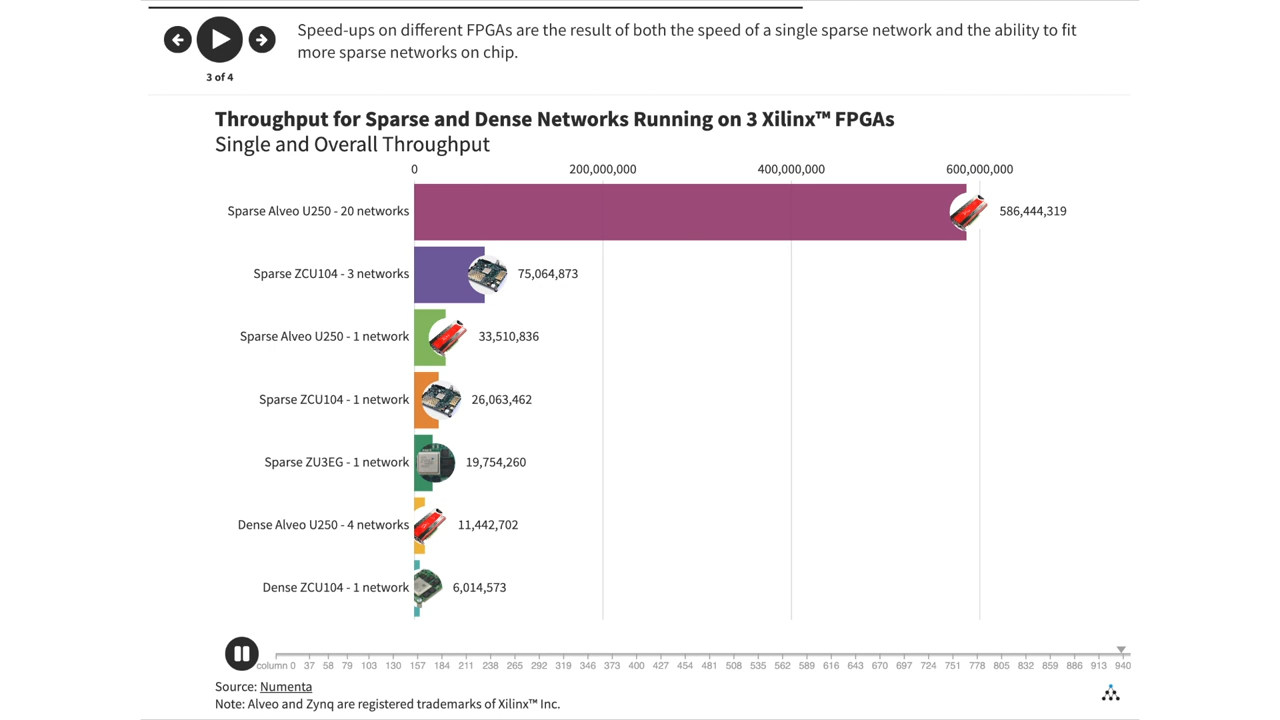 Speed-ups on different FPGAs are the result of both the speed of a single sparse network and the ability to fit
more sparse networks on chip.
3 of 4
Throughput for Sparse and Dense Networks Running on 3 Xilinx™ FPGAs
Single and Overall Throughput
0 200,000,000 400,000,000 600,000,000
Sparse Alveo U250 - 20 networks 586,444,319
Sparse ZCU104 - 3 networks 75,064,873
Sparse Alveo U250 - 1 network 33,510,836
Sparse ZCU104 - 1 network 26,063,462
Sparse ZU3EG - 1 network 19,754,260
Dense Alveo U250 - 4 networks 11,442,702
Dense ZCU104 - 1 network 6,014,573
column 0 37 58 79 103 130 157 184 211 238 265 292 319 346 373 400 427 454 481 508 535 562 589 616 643 670 697 724 751 778 805 832 859 886 913 940
Source: Numenta
Note: Alveo and Zynq are registered trademarks of Xilinx™ Inc.